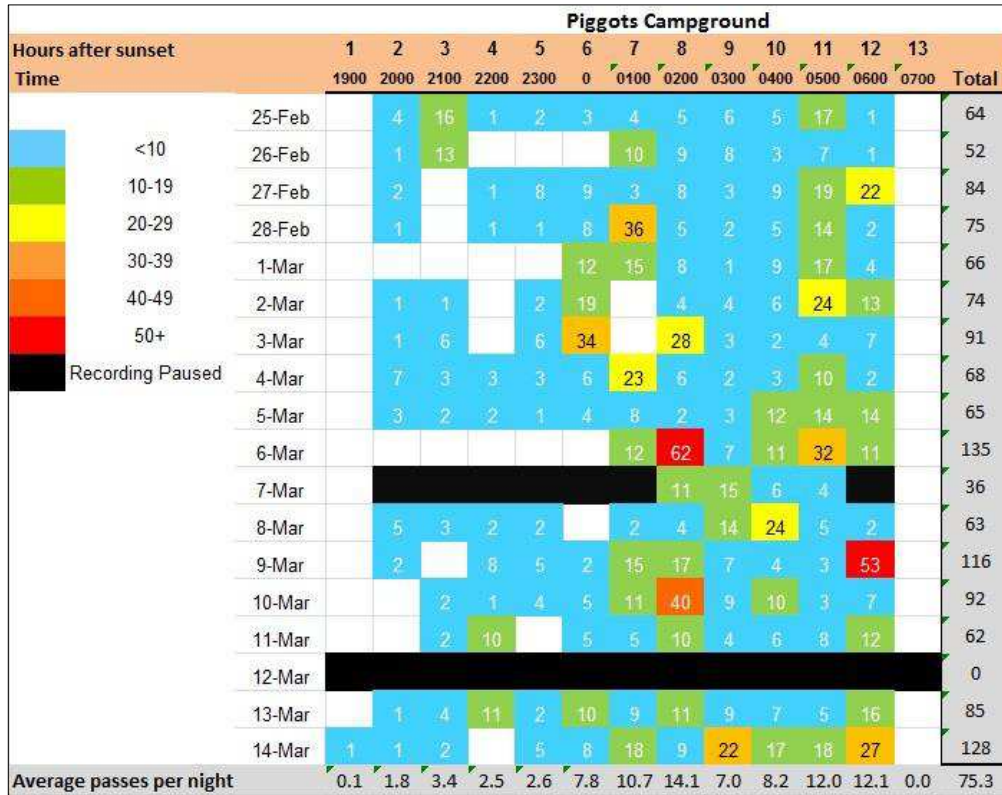 Piggots Campground
Hours after sunset 1 2 3 4 5 6 7 8 9 10 11 12 13
Time 1900 2000 2100 2200 2300 0 0100 0200 0300 0400 0500 0600 0700 Total
25-Feb 4 16 1 2 3 4 5 6 5 17 1 64
<10 26-Feb 1 13 10 9 8 3 7 1 52
10-19 27-Feb 2 1 8 9 3 8 3 9 19 22 84
20-29 28-Feb 1 1 1 8 36 5 2 5 14 2 75
30-39 1-Mar 12 15 8 1 9 17 4 66
40-49 2-Mar 1 1 2 19 4 4 6 24 13 74
50+ 3-Mar 1 6 6 34 28 3 2 4 7 91
Recording Paused 4-Mar 7 3 3 3 6 23 6 2 3 10 2 68
5-Mar 3 2 2 1 4 8 2 3 12 14 14 65
6-Mar 12 62 7 11 32 11 135
7-Mar 11 15 6 4 36
8-Mar 5 3 2 2 2 4 14 24 5 2 63
9-Mar 2 8 5 2 15 17 7 4 3 53 116
10-Mar 2 1 4 5 11 40 9 10 3 7 92
11-Mar 2 10 5 5 10 4 6 8 12 62
12-Mar 0
13-Mar 1 4 11 2 10 9 11 9 7 5 16 85
14-Mar 1 1 2 5 8 18 9 22 17 18 27 128
Average passes per night 0.1 1.8 3.4 2.5 2.6 7.8 10.7 14.1 7.0 8.2 12.0 12.1 0.0 75.3